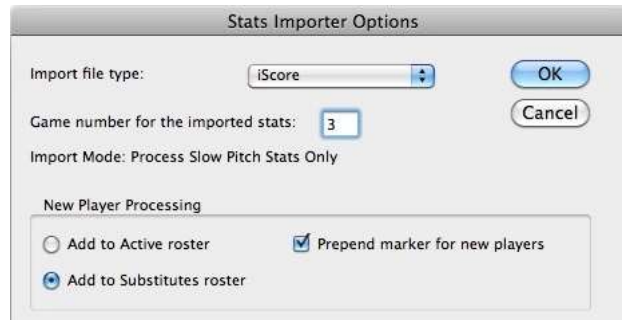 Stats Importer Options
Import file type: iScore OK
Game number for the imported stats: 3 Cancel
Import Mode: Process Slow Pitch Stats Only
New Player Processing
Add to Active roster Prepend marker for new players
Add to Substitutes roster